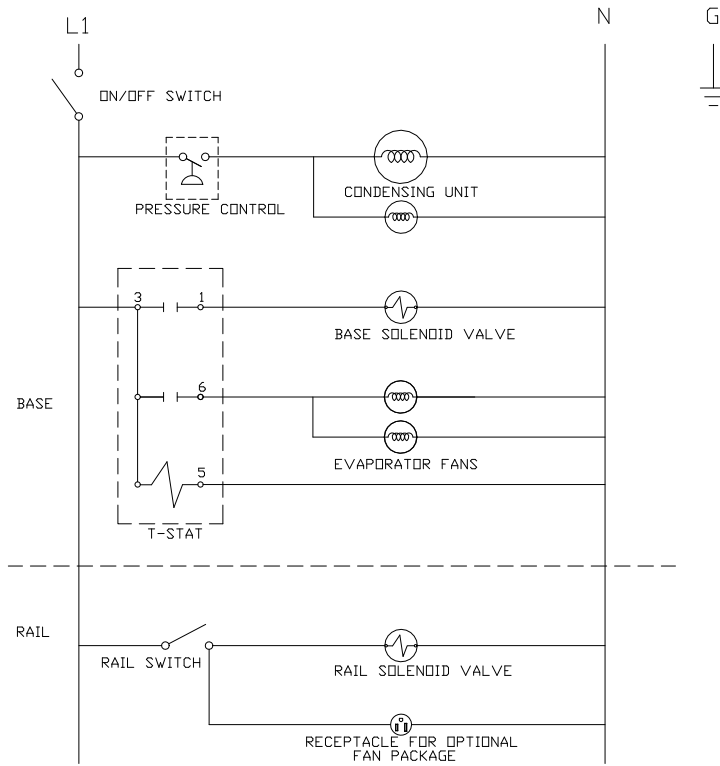 L1
N
G
ON/OFF SWITCH
CONDENSING UNIT
PRESSURE CONTROL
3
1
BASE SOLENOID VALVE
6
BASE
EVAPORATOR FANS
5
T-STAT
RAIL
RAIL SWITCH
RAIL SOLENOID VALVE
RECEPTACLE FOR OPTIONAL
FAN PACKAGE